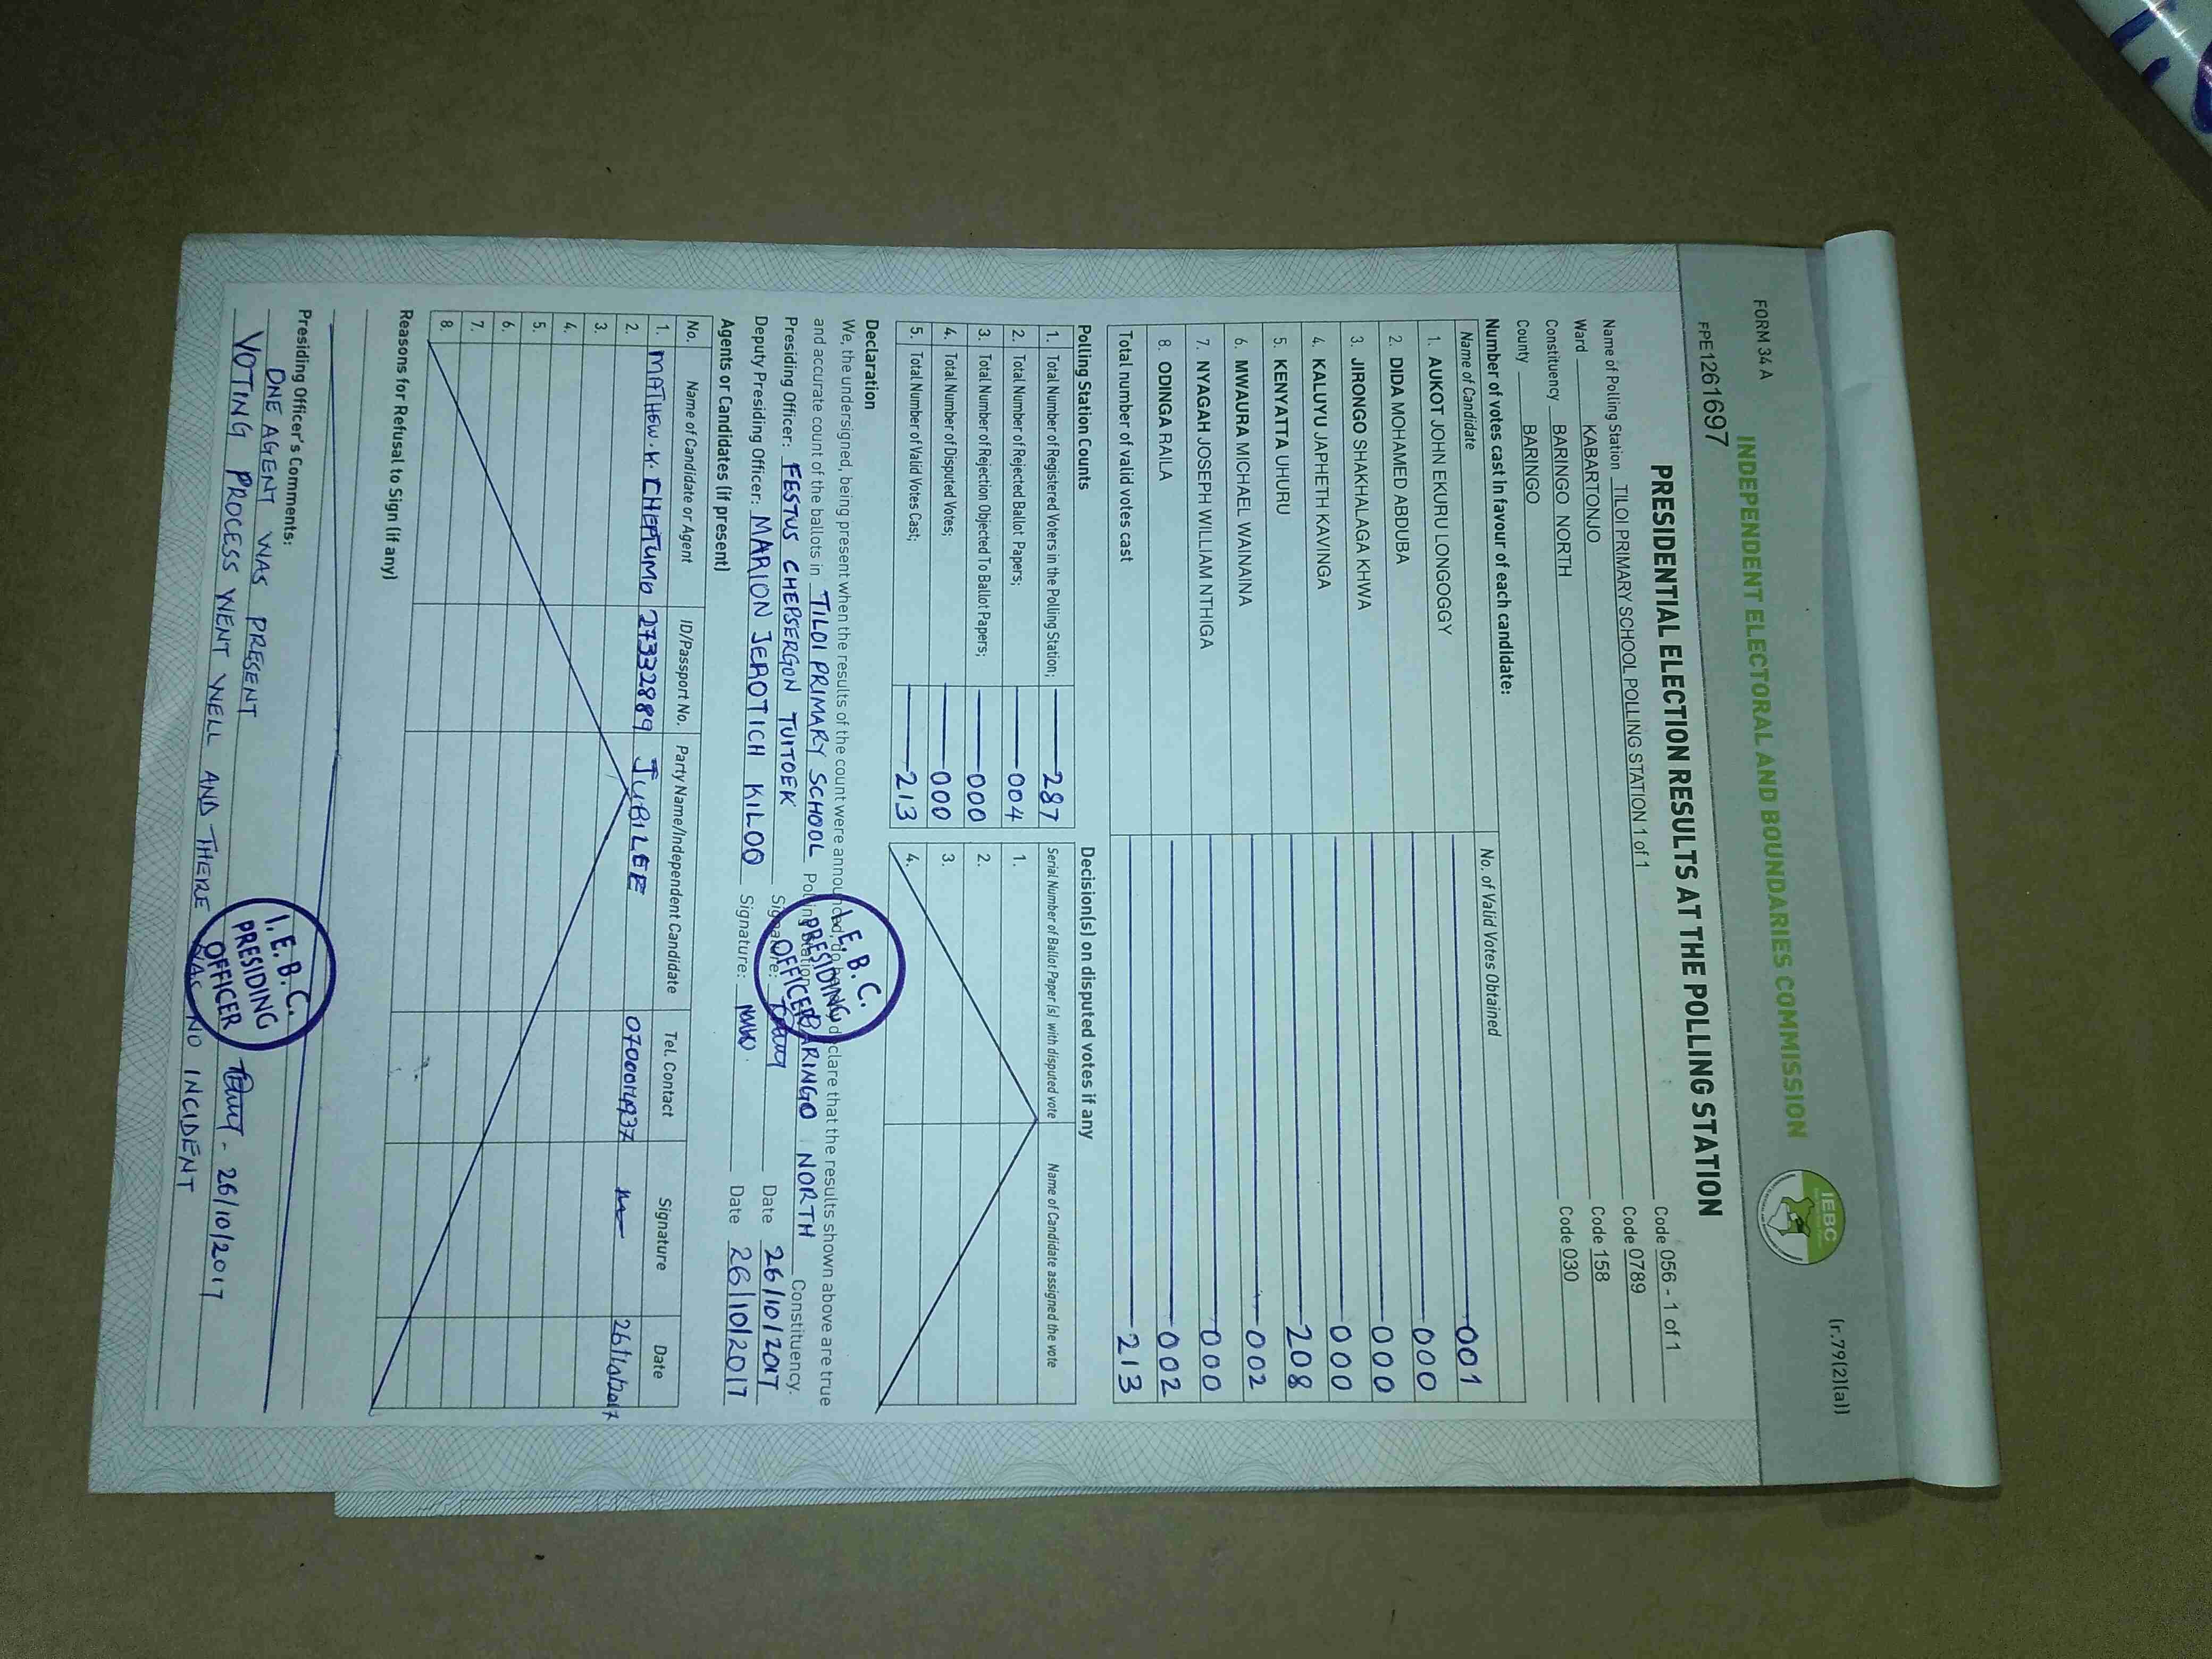 FORM 34 A
(r.79(2)(a))
INDEPENDENT ELECTORAL AND BOUNDARIES COMMISSION
IEBC
FPE1261697
PRESIDENTIAL ELECTION RESULTS AT THE POLLING STATION
Name of Polling Station TILOI PRIMARY SCHOOL POLLING STATION 1 of 1 Code 056 - 1 of 1
Ward KABARTONJO Code 0789
Constituency BARINGO NORTH Code 158
County BARINGO Code 030
Number of votes cast in favour of each candidate:
Name of Candidate No. of Valid Votes Obtained
1. AUKOT JOHN EKURU LONGOGGY 001
2. DIDA MOHAMED ABDUBA 000
3. JIRONGO SHAKHALAGA KHWA 000
4. KALUYU JAPHETH KAVINGA 000
5. KENYATTA UHURU 208
6. MWAURA MICHAEL WAINAINA 002
7. NYAGAH JOSEPH WILLIAM NTHIGA 000
8. ODINGA RAILA 002
Total number of valid votes cast 213
Polling Station Counts
1. Total Number of Registered Voters in the Polling Station; 287
2. Total Number of Rejected Ballot Papers; 004
3. Total Number of Rejection Objected To Ballot Papers; 000
4. Total Number of Disputed Votes; 000
5. Total Number of Valid Votes Cast; 213
Decision(s) on disputed votes if any
Serial Number of Ballot Paper (s) with disputed vote Name of Candidate assigned the vote
1.
2.
3.
4.
Declaration
We, the undersigned, being present when the results of the count were announced, do hereby declare that the results shown above are true
and accurate count of the ballots in TILOI PRIMARY SCHOOL Polling Station BARINGO NORTH Constituency.
Presiding Officer: FESTUS CHEPSERGON TUITOEK Signature: Date 26/10/2017
Deputy Presiding Officer: MARION JEROTICH KILOO Signature: Date 26/10/2017
I. E. B. C.
PRESIDING
OFFICER
Agents or Candidates (if present)
No. Name of Candidate or Agent ID/Passport No. Party Name/Independent Candidate Tel. Contact Signature Date
1. MATHEW. K. CHEPTUMO 27332889 JUBILEE 0700014937 26/10/2017
2.
3.
4.
5.
6.
7.
8.
Reasons for Refusal to Sign (if any)
Presiding Officer's Comments:
ONE AGENT WAS PRESENT
VOTING PROCESS WENT WELL AND THERE WAS NO INCIDENT
I. E. B. C.
PRESIDING
OFFICER
26/10/2017